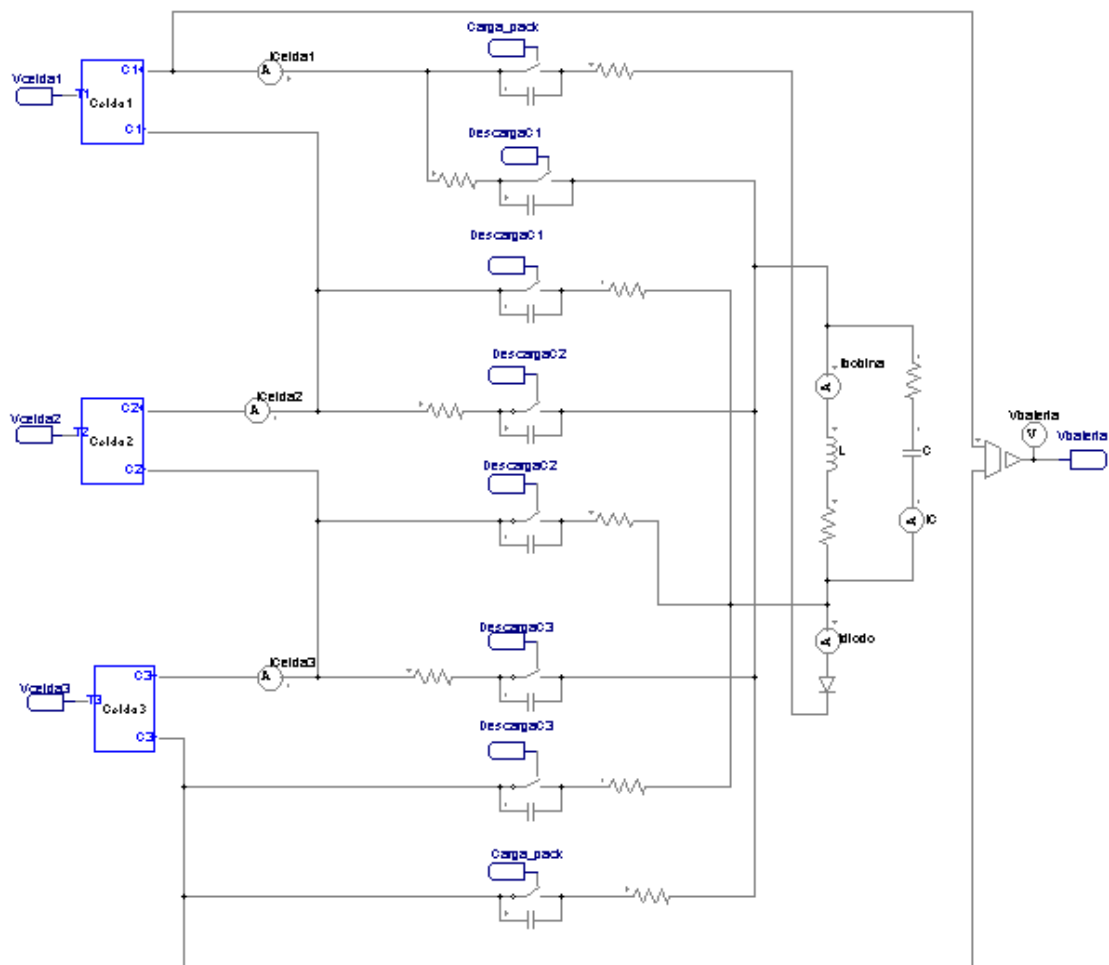 Carga_pack
Vcelda1
C1+
ICelda1
A
T1
Celda1
C1-
DescargaC1
DescargaC1
DescargaC2
Vcelda2
C2+
ICelda2
A
T2
Celda2
C2-
DescargaC2
Ibobina
A
L
C
A
IC
Vbateria
V
Vbateria
DescargaC3
Idiodo
A
Vcelda3
C3+
ICelda3
A
T3
Celda3
C3-
DescargaC3
Carga_pack